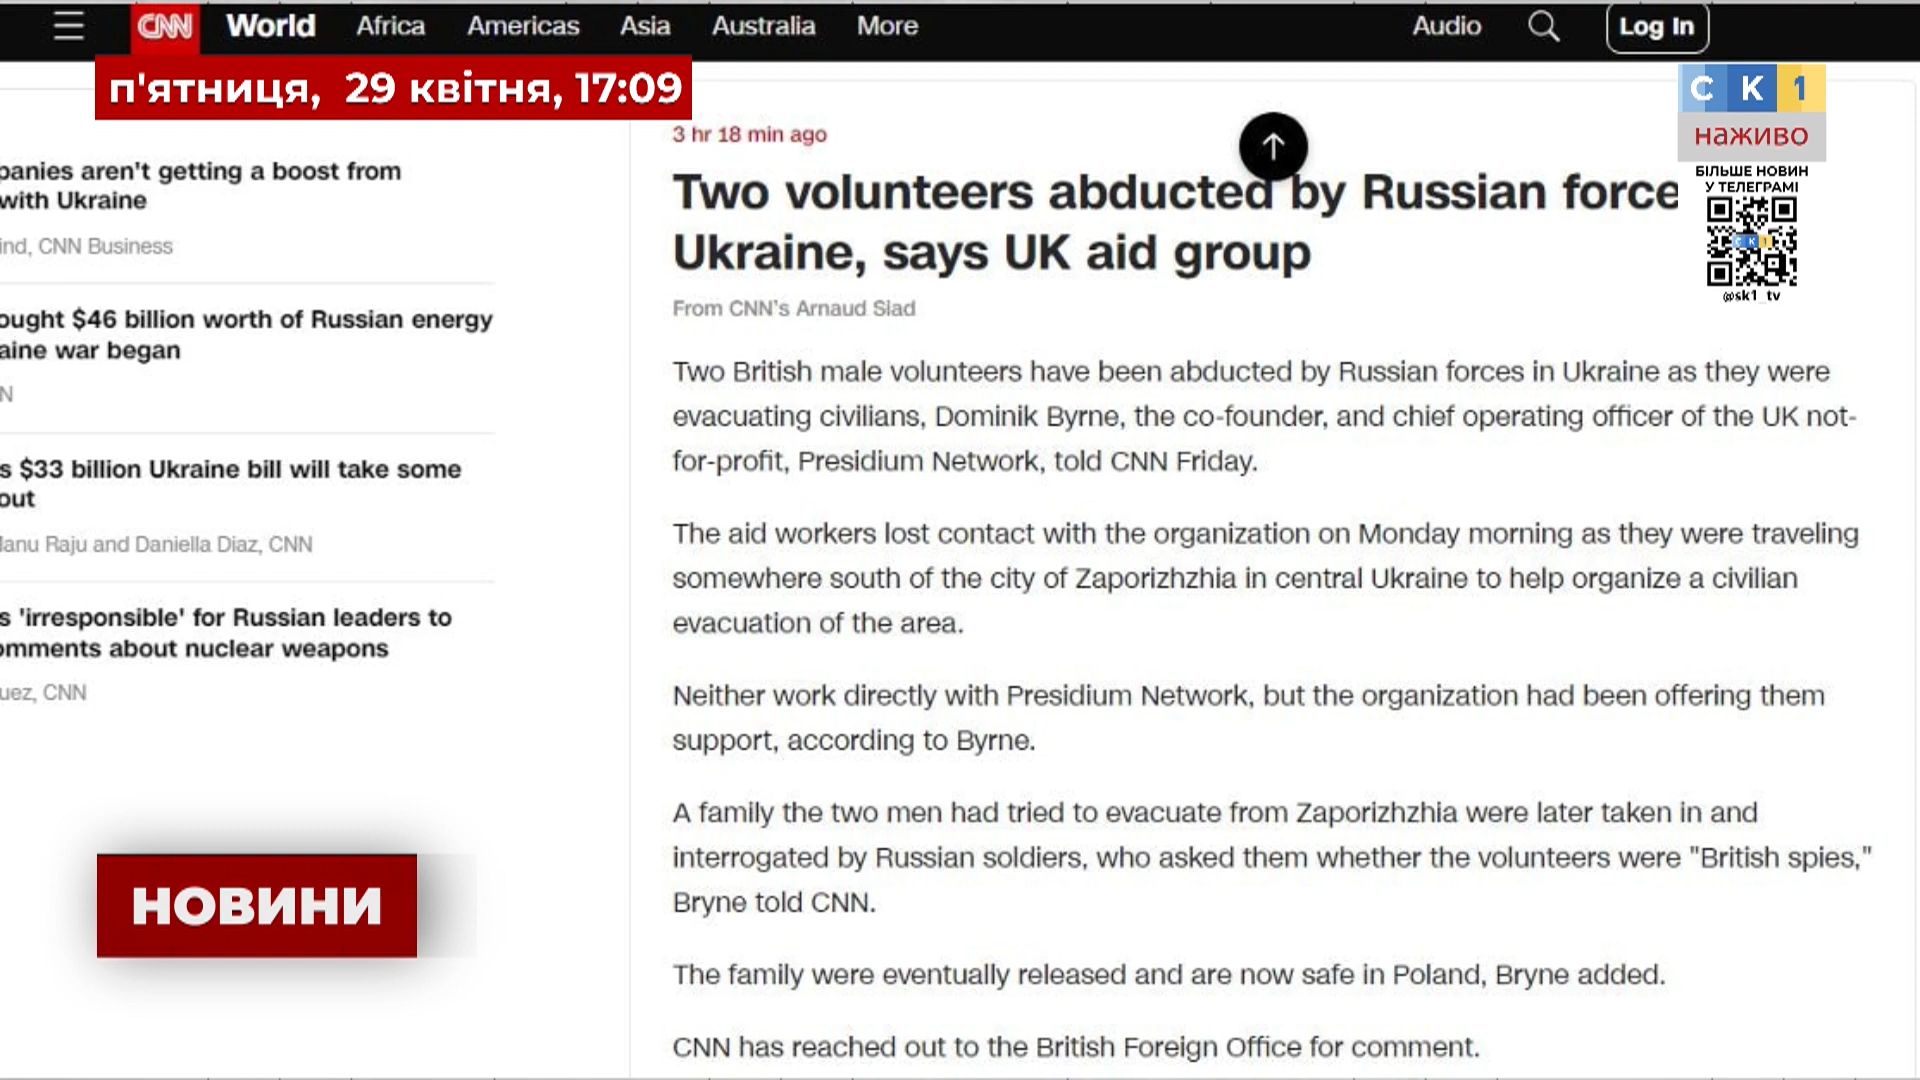 CNN World Africa Americas Asia Australia More Audio Log In
п'ятниця, 29 квітня, 17:09
СК1
наживо
БІЛЬШЕ НОВИН
У ТЕЛЕГРАМІ
@sk1_tv
panies aren't getting a boost from
with Ukraine
ind, CNN Business
ought $46 billion worth of Russian energy
aine war began
N
s $33 billion Ukraine bill will take some
out
Manu Raju and Daniella Diaz, CNN
s 'irresponsible' for Russian leaders to
omments about nuclear weapons
uez, CNN
НОВИНИ
3 hr 18 min ago
Two volunteers abducted by Russian force
Ukraine, says UK aid group
From CNN's Arnaud Siad
Two British male volunteers have been abducted by Russian forces in Ukraine as they were
evacuating civilians, Dominik Byrne, the co-founder, and chief operating officer of the UK not-
for-profit, Presidium Network, told CNN Friday.
The aid workers lost contact with the organization on Monday morning as they were traveling
somewhere south of the city of Zaporizhzhia in central Ukraine to help organize a civilian
evacuation of the area.
Neither work directly with Presidium Network, but the organization had been offering them
support, according to Byrne.
A family the two men had tried to evacuate from Zaporizhzhia were later taken in and
interrogated by Russian soldiers, who asked them whether the volunteers were "British spies,"
Bryne told CNN.
The family were eventually released and are now safe in Poland, Bryne added.
CNN has reached out to the British Foreign Office for comment.